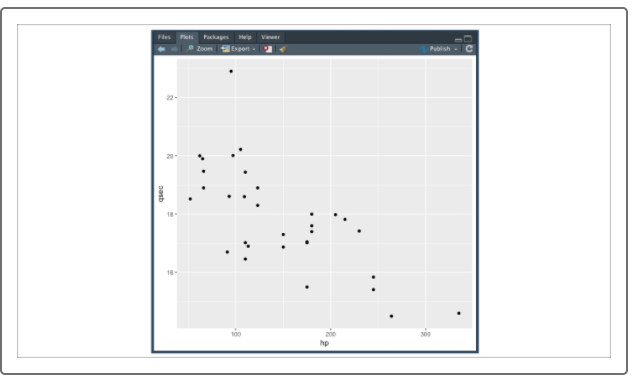 Files Plots Packages Help Viewer
Zoom Export Publish
22
20
18
16
qsec
100 200 300
hp